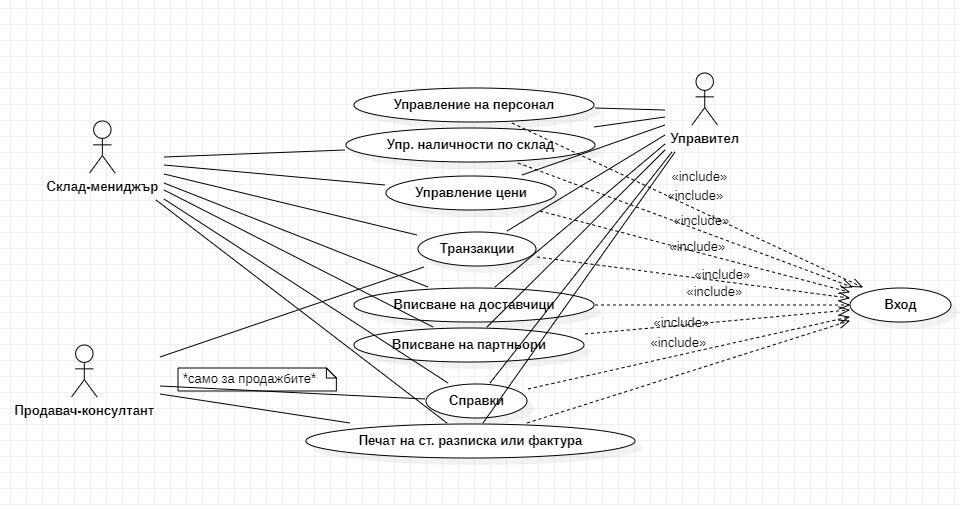 Управление на персонал
Упр. наличности по склад
Управител
«include»
Склад-мениджър
Управление цени
«include»
«include»
Транзакции
«include»
«include»
«include»
Вписване на доставчици
Вход
«include»
Вписване на партньори
«include»
*само за продажбите*
Справки
Продавач-консултант
Печат на ст. разписка или фактура